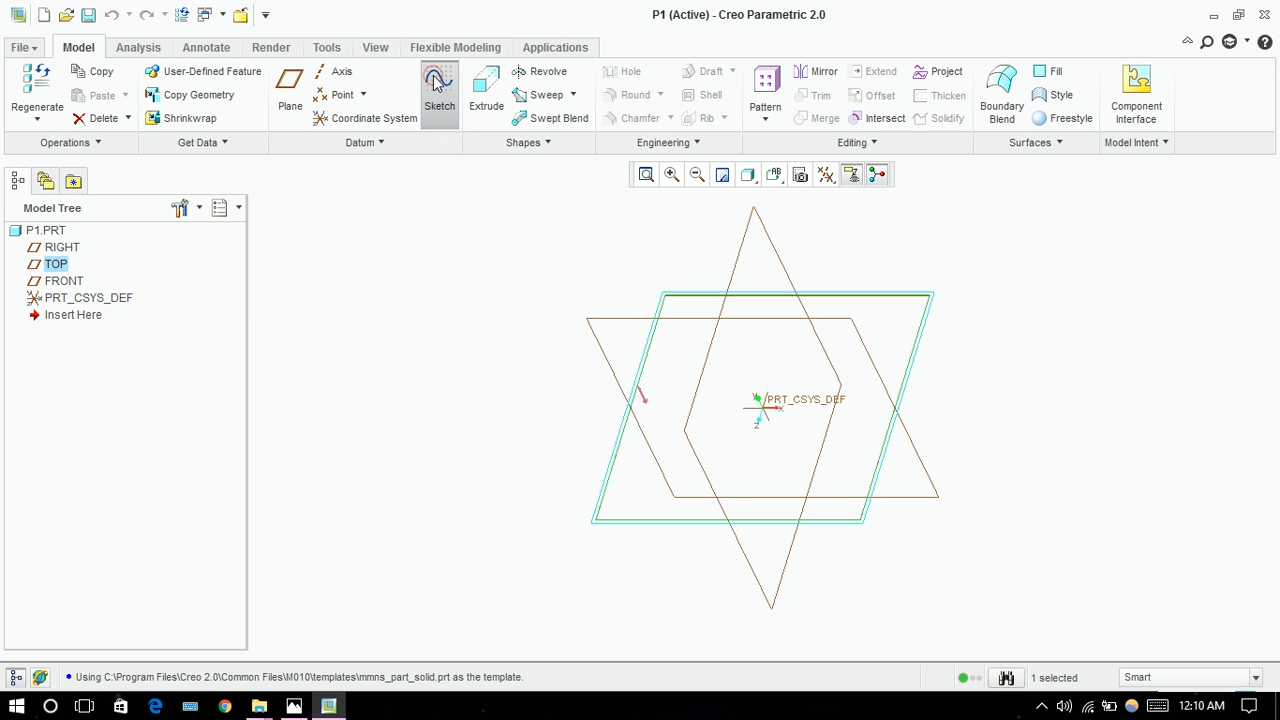 P1 (Active) - Creo Parametric 2.0
File Model Analysis Annotate Render Tools View Flexible Modeling Applications
Regenerate
Copy
Paste
Delete
Operations
User-Defined Feature
Copy Geometry
Shrinkwrap
Get Data
Plane
Axis
Point
Coordinate System
Sketch
Datum
Extrude
Revolve
Sweep
Swept Blend
Shapes
Hole
Round
Chamfer
Draft
Shell
Rib
Engineering
Pattern
Mirror
Trim
Merge
Extend
Offset
Intersect
Project
Thicken
Solidify
Editing
Boundary
Blend
Fill
Style
Freestyle
Surfaces
Component
Interface
Model Intent
Model Tree
P1.PRT
RIGHT
TOP
FRONT
PRT_CSYS_DEF
Insert Here
PRT_CSYS_DEF
Y
X
Z
Using C:\Program Files\Creo 2.0\Common Files\M010\templates\mmns_part_solid.prt as the template.
1 selected
Smart
12:10 AM